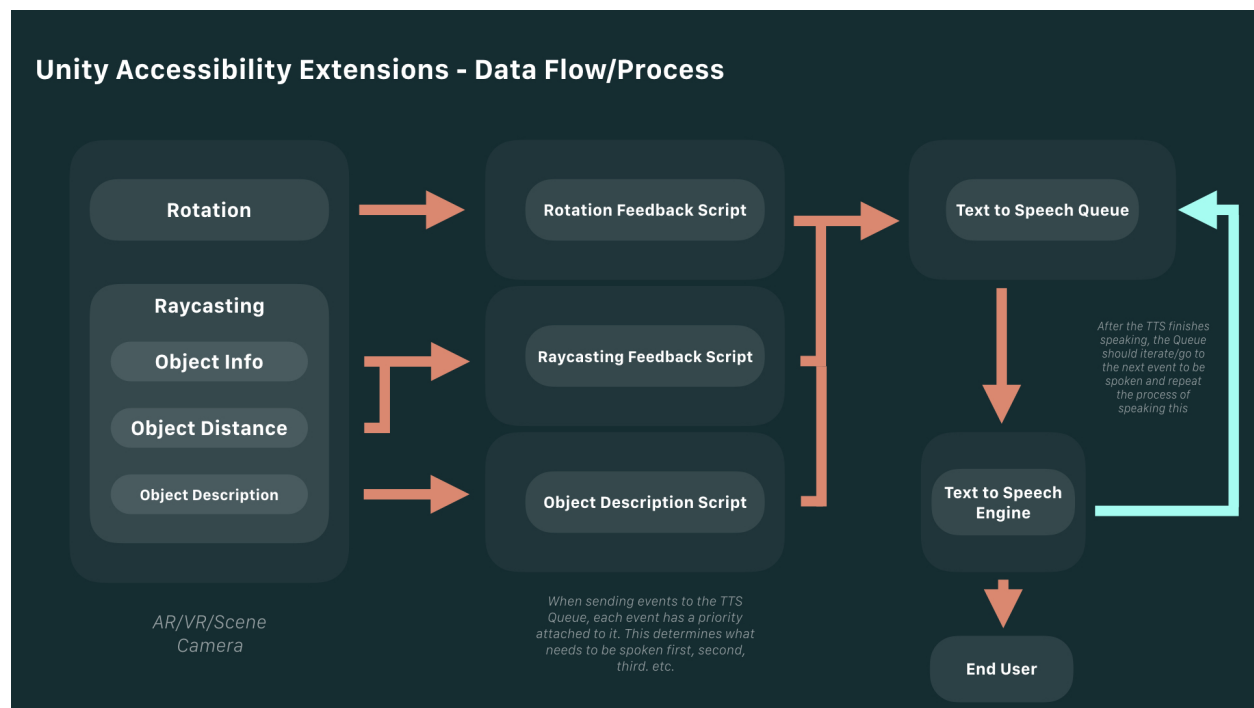 Unity Accessibility Extensions - Data Flow/Process
Rotation
Raycasting
Object Info
Object Distance
Object Description
AR/VR/Scene
Camera
Rotation Feedback Script
Raycasting Feedback Script
Object Description Script
When sending events to the TTS
Queue, each event has a priority
attached to it. This determines what
needs to be spoken first, second,
third. etc.
Text to Speech Queue
After the TTS finishes
speaking, the Queue
should iterate/go to
the next event to be
spoken and repeat
the process of
speaking this
Text to Speech
Engine
End User